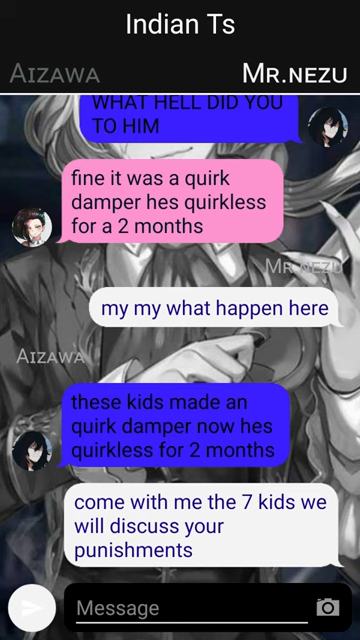 Indian Ts
AIZAWA MR.NEZU
WHAT HELL DID YOU
TO HIM
fine it was a quirk
damper hes quirkless
for a 2 months
MR.NEZU
my my what happen here
AIZAWA
these kids made an
quirk damper now hes
quirkless for 2 months
come with me the 7 kids we
will discuss your
punishments
Message